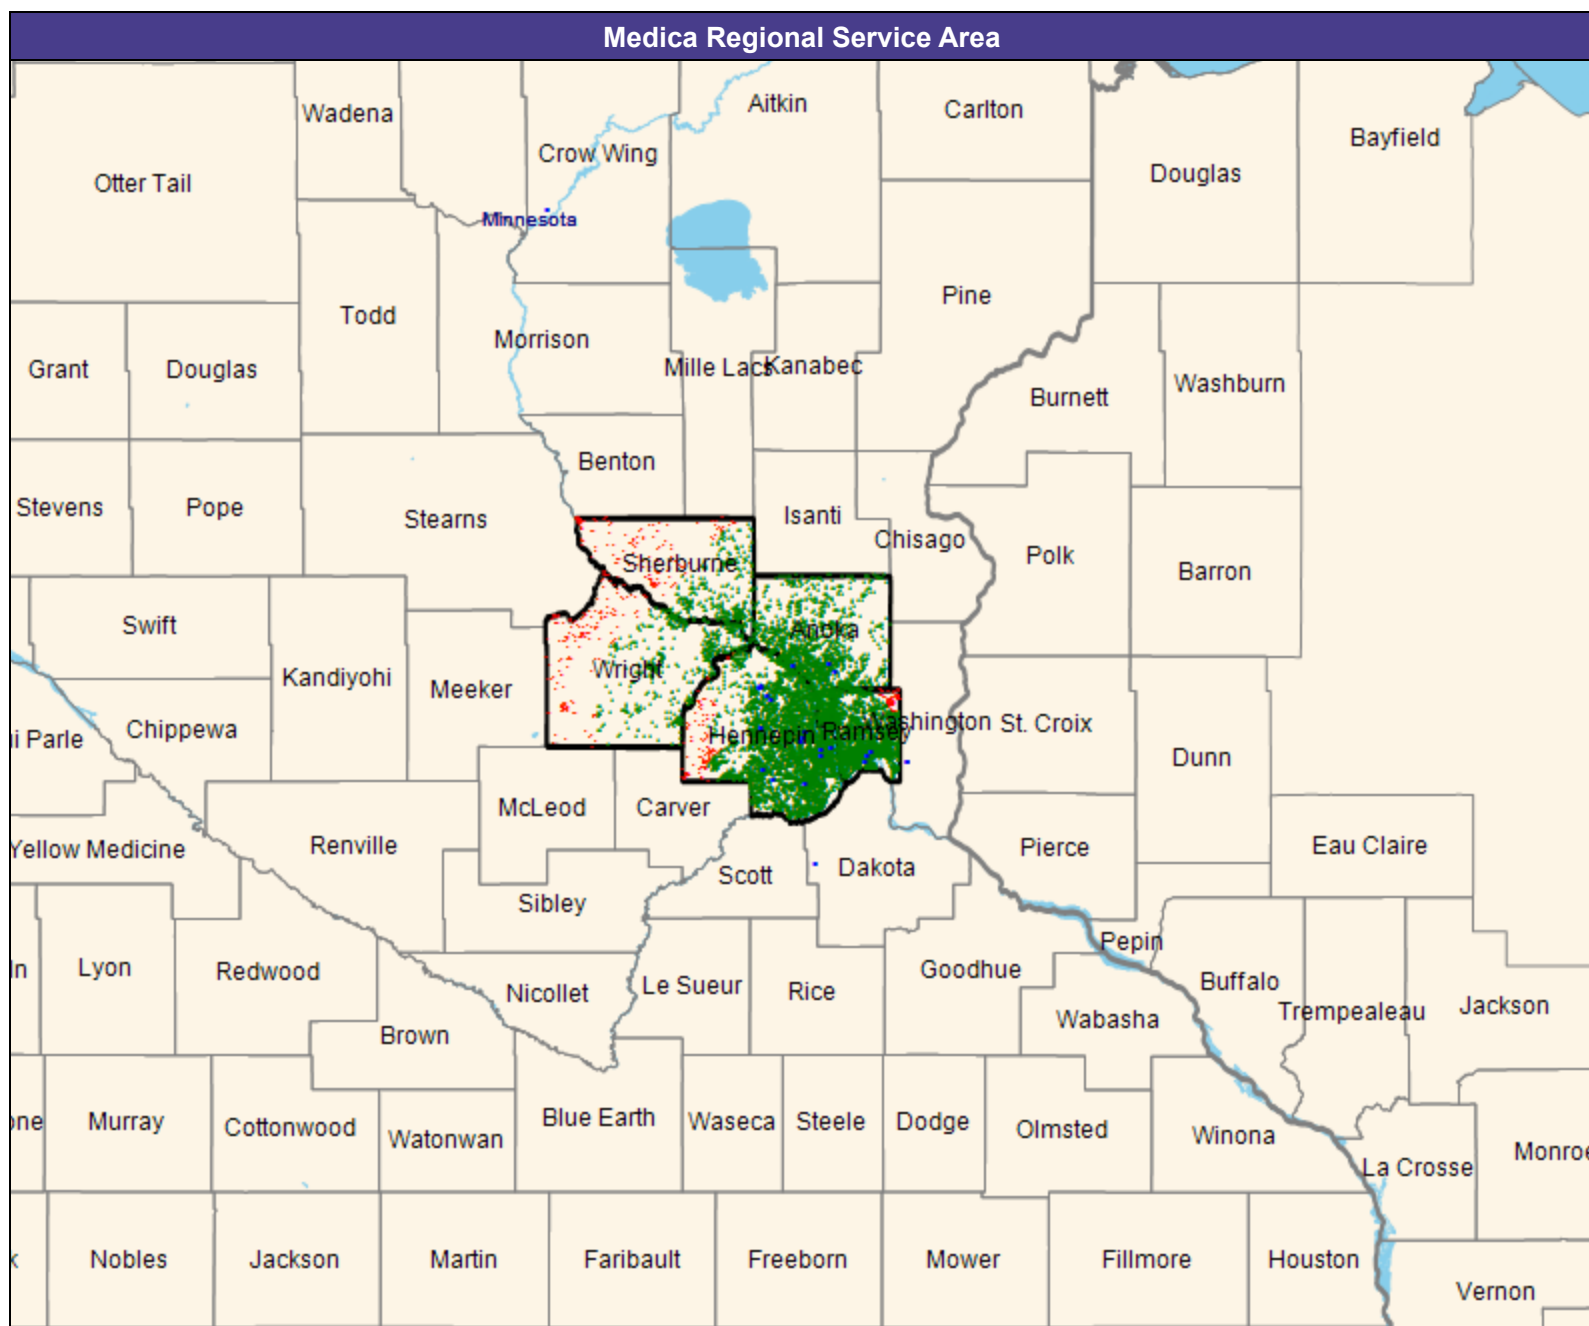 Medica Regional Service Area
Wadena
Aitkin
Carlton
Crow Wing
Bayfield
Otter Tail
Douglas
Minnesota
Pine
Todd
Morrison
Mille Lacs
Kanabec
Grant
Douglas
Burnett
Washburn
Benton
Stevens
Pope
Stearns
Isanti
Chisago
Polk
Barron
Sherburne
Swift
Anoka
Kandiyohi
Meeker
Wright
Chippewa
ui Parle
Hennepin
Ramsey
Washington
St. Croix
Dunn
McLeod
Carver
Yellow Medicine
Renville
Pierce
Eau Claire
Scott
Dakota
Sibley
Pepin
Lyon
Redwood
Nicollet
Le Sueur
Rice
Goodhue
Buffalo
Trempealeau
Jackson
Wabasha
Brown
one
Murray
Cottonwood
Watonwan
Blue Earth
Waseca
Steele
Dodge
Olmsted
Winona
La Crosse
Monroe
Nobles
Jackson
Martin
Faribault
Freeborn
Mower
Fillmore
Houston
Vernon